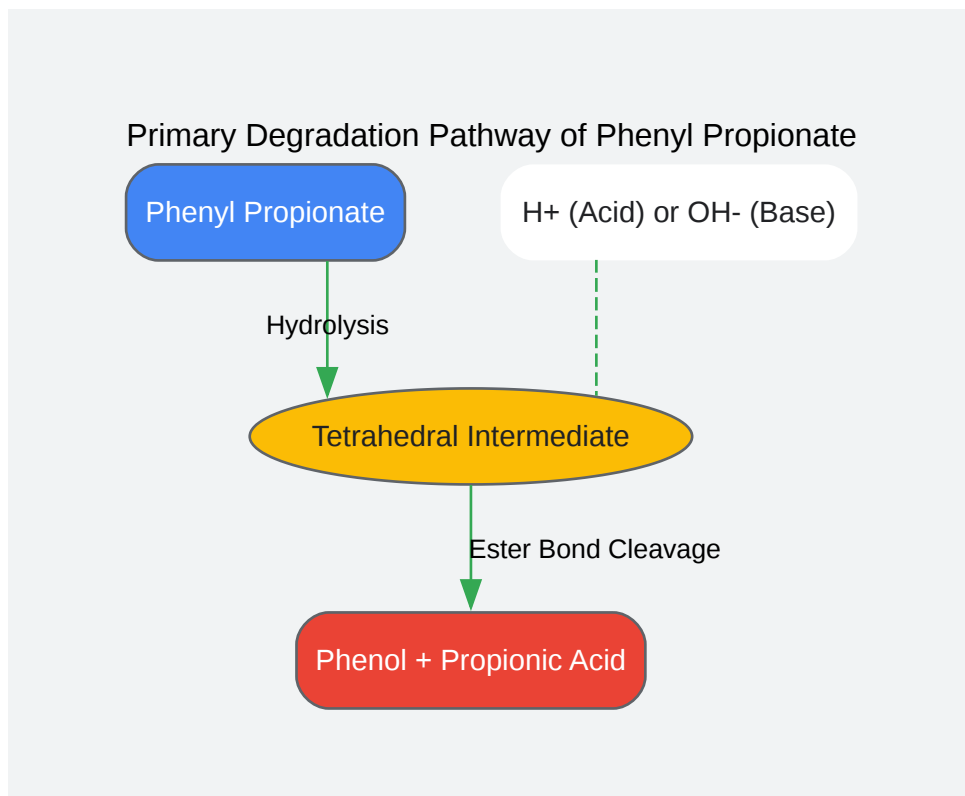 Primary Degradation Pathway of Phenyl Propionate
Phenyl Propionate
H+ (Acid) or OH- (Base)
Hydrolysis
Tetrahedral Intermediate
Ester Bond Cleavage
Phenol + Propionic Acid